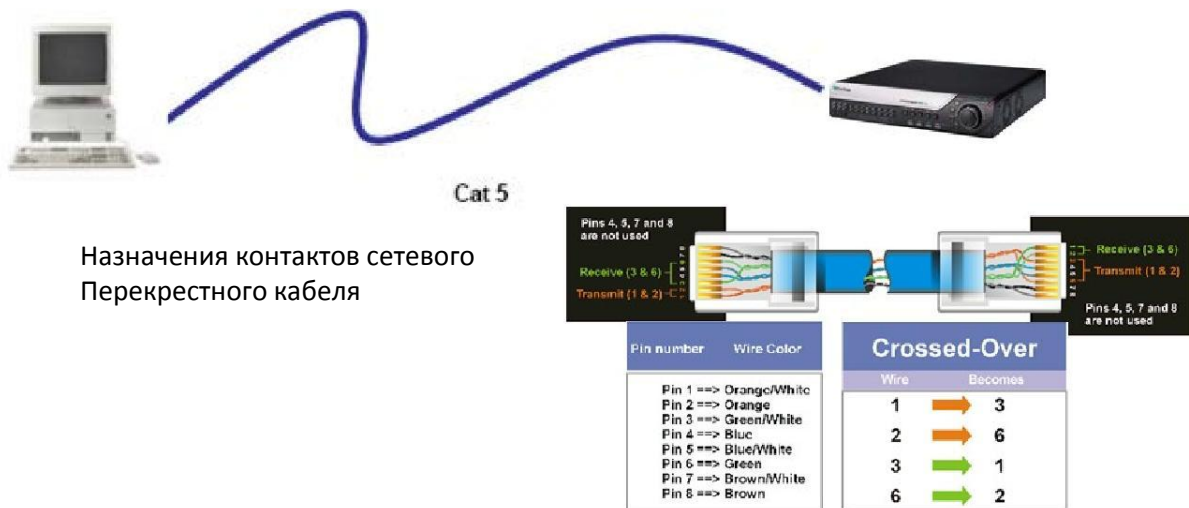 Cat 5
Назначения контактов сетевого
Перекрестного кабеля
Pins 4, 5, 7 and 8
are not used
Receive (3 & 6)
Transmit (1 & 2)
Receive (3 & 6)
Transmit (1 & 2)
Pins 4, 5, 7 and 8
are not used
Pin number Wire Color
Pin 1 ==> Orange/White
Pin 2 ==> Orange
Pin 3 ==> Green/White
Pin 4 ==> Blue
Pin 5 ==> Blue/White
Pin 6 ==> Green
Pin 7 ==> Brown/White
Pin 8 ==> Brown
Crossed-Over
Wire Becomes
1 3
2 6
3 1
6 2